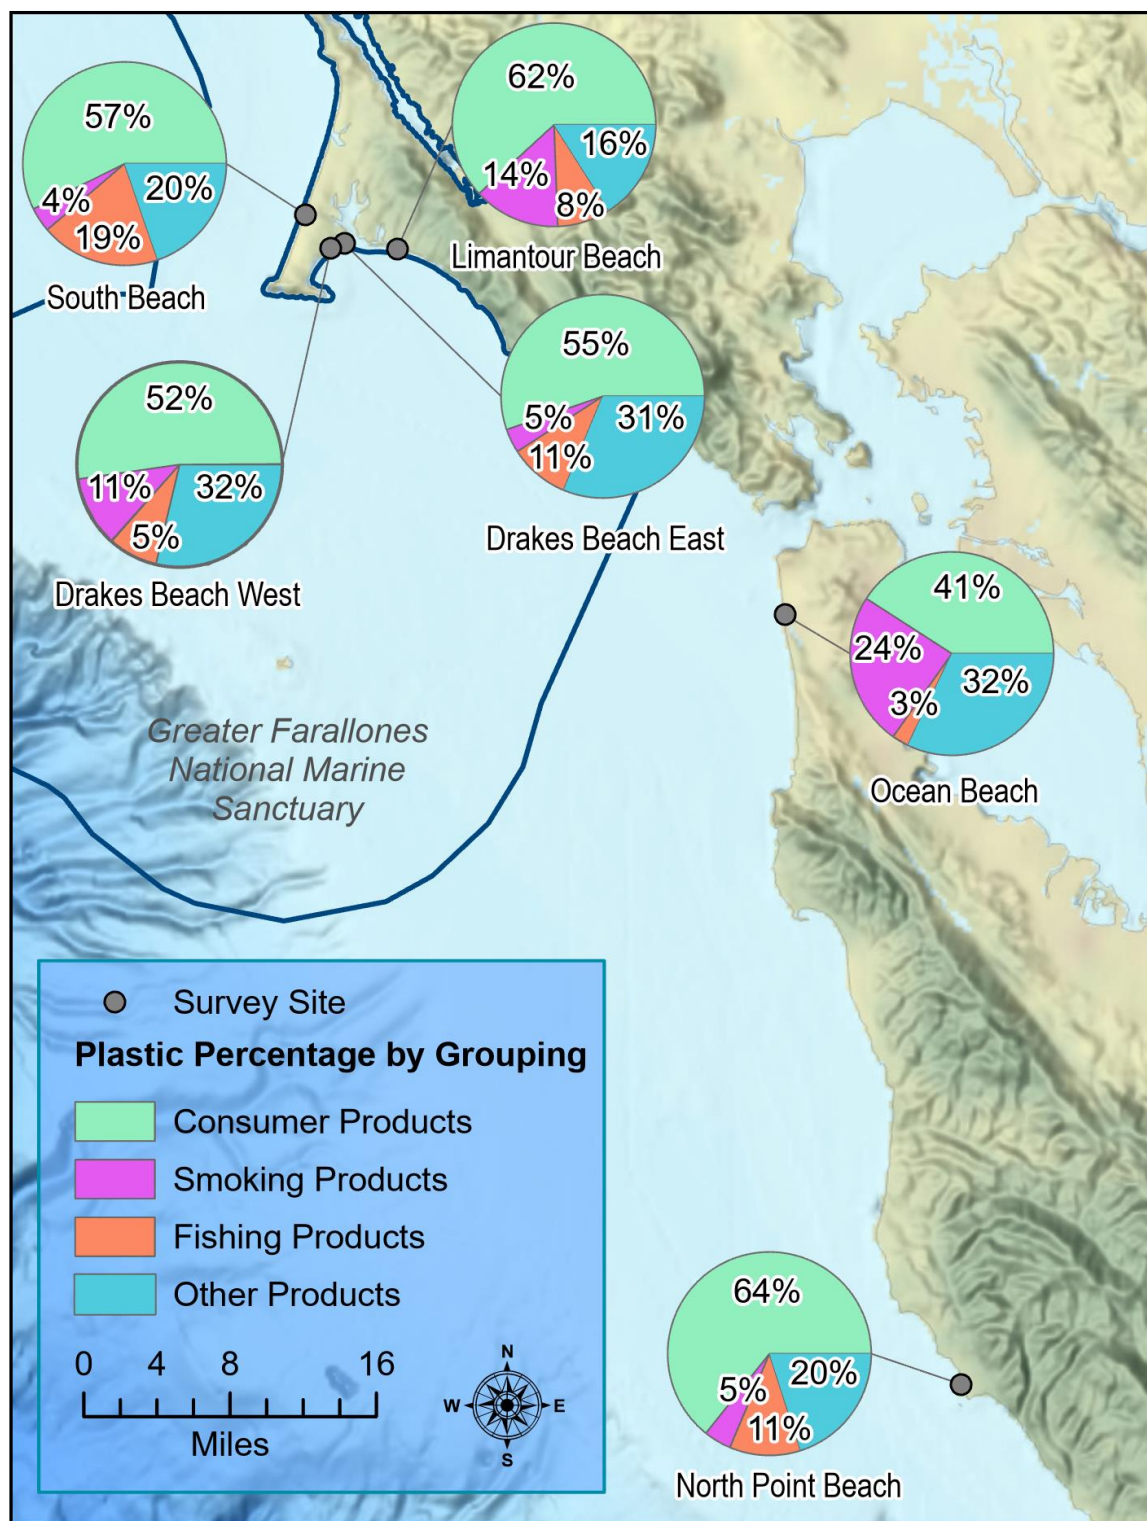 57%
4%
20%
19%
South Beach
62%
14%
16%
8%
Limantour Beach
52%
11%
32%
5%
Drakes Beach West
55%
5%
31%
11%
Drakes Beach East
41%
24%
32%
3%
Ocean Beach
Greater Farallones
National Marine
Sanctuary
Survey Site
Plastic Percentage by Grouping
Consumer Products
Smoking Products
Fishing Products
Other Products
0 4 8 16
Miles
N
W E
S
64%
5%
20%
11%
North Point Beach